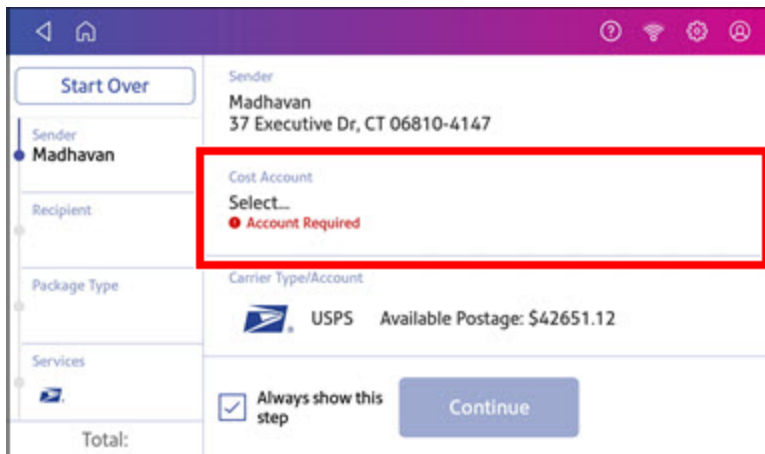 Start Over
Sender
Madhavan
Recipient
Package Type
Services
Total:
Sender
Madhavan
37 Executive Dr, CT 06810-4147
Cost Account
Select...
Account Required
Carrier Type/Account
USPS Available Postage: $42651.12
Always show this
step
Continue